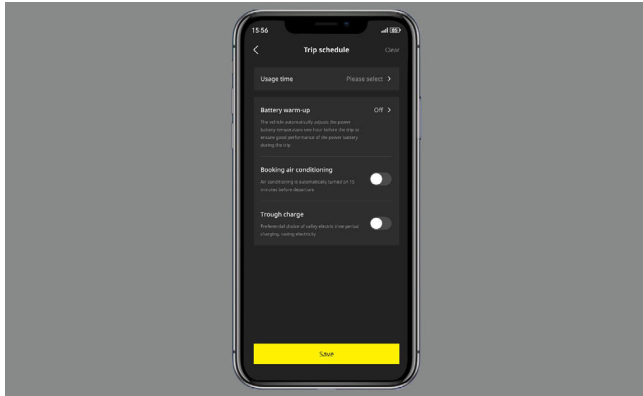 15:56
Trip schedule
Clear
Usage time
Please select
Battery warm-up
Off
The vehicle automatically adjusts the power
battery temperature one hour before the trip to
ensure good performance of the power battery
during the trip
Booking air conditioning
Air conditioning is automatically turned on 15
minutes before departure
Trough charge
Preferential choice of valley electric time period
charging, saving electricity
Save